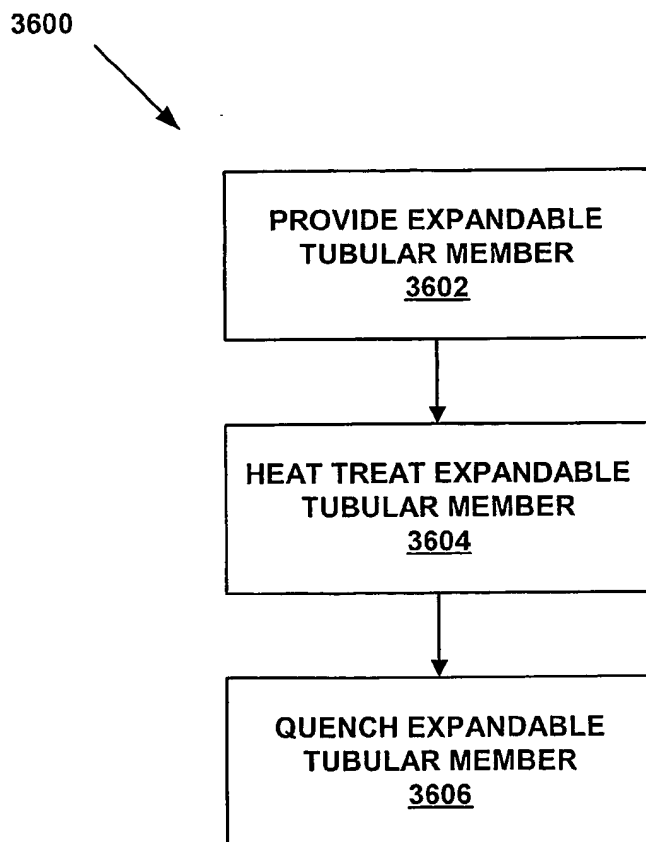 3600
PROVIDE EXPANDABLE
TUBULAR MEMBER
3602
HEAT TREAT EXPANDABLE
TUBULAR MEMBER
3604
QUENCH EXPANDABLE
TUBULAR MEMBER
3606